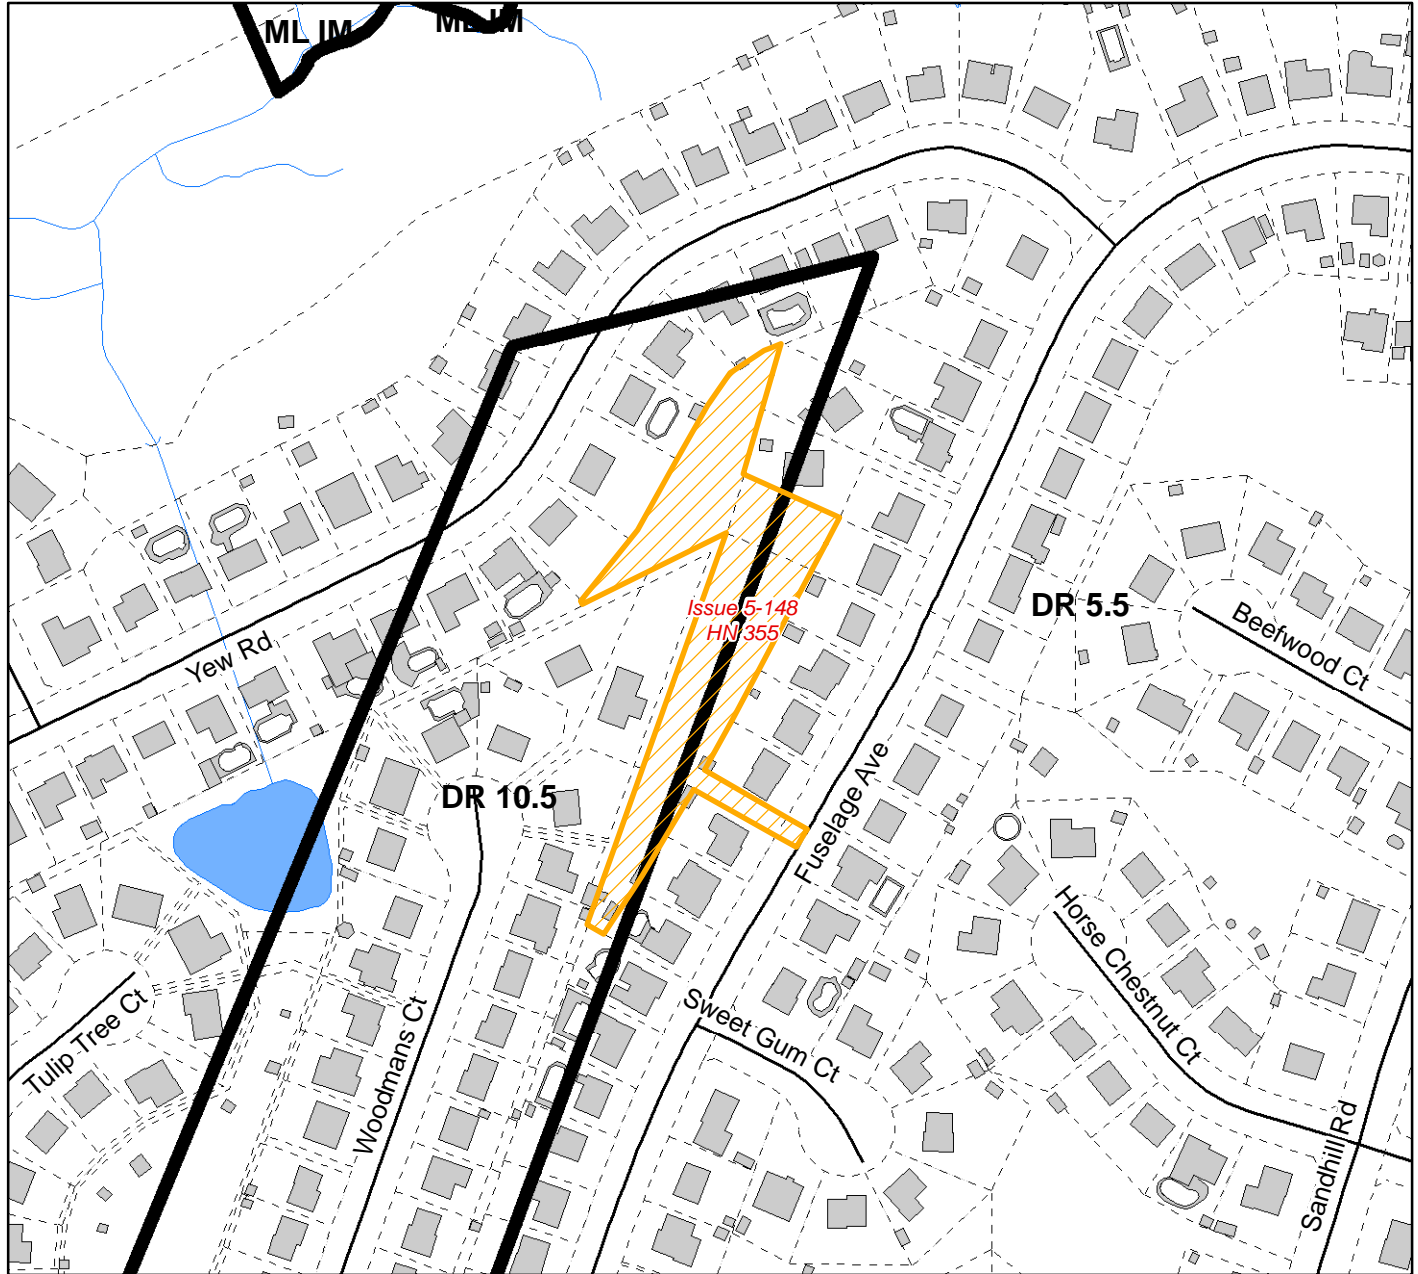 ML IM
ML IM
Issue 5-148
HN 355
DR 5.5
Beefwood Ct
Yew Rd
DR 10.5
Fuselage Ave
Horse Chestnut Ct
Tulip Tree Ct
Woodmans Ct
Sweet Gum Ct
Sandhill Rd